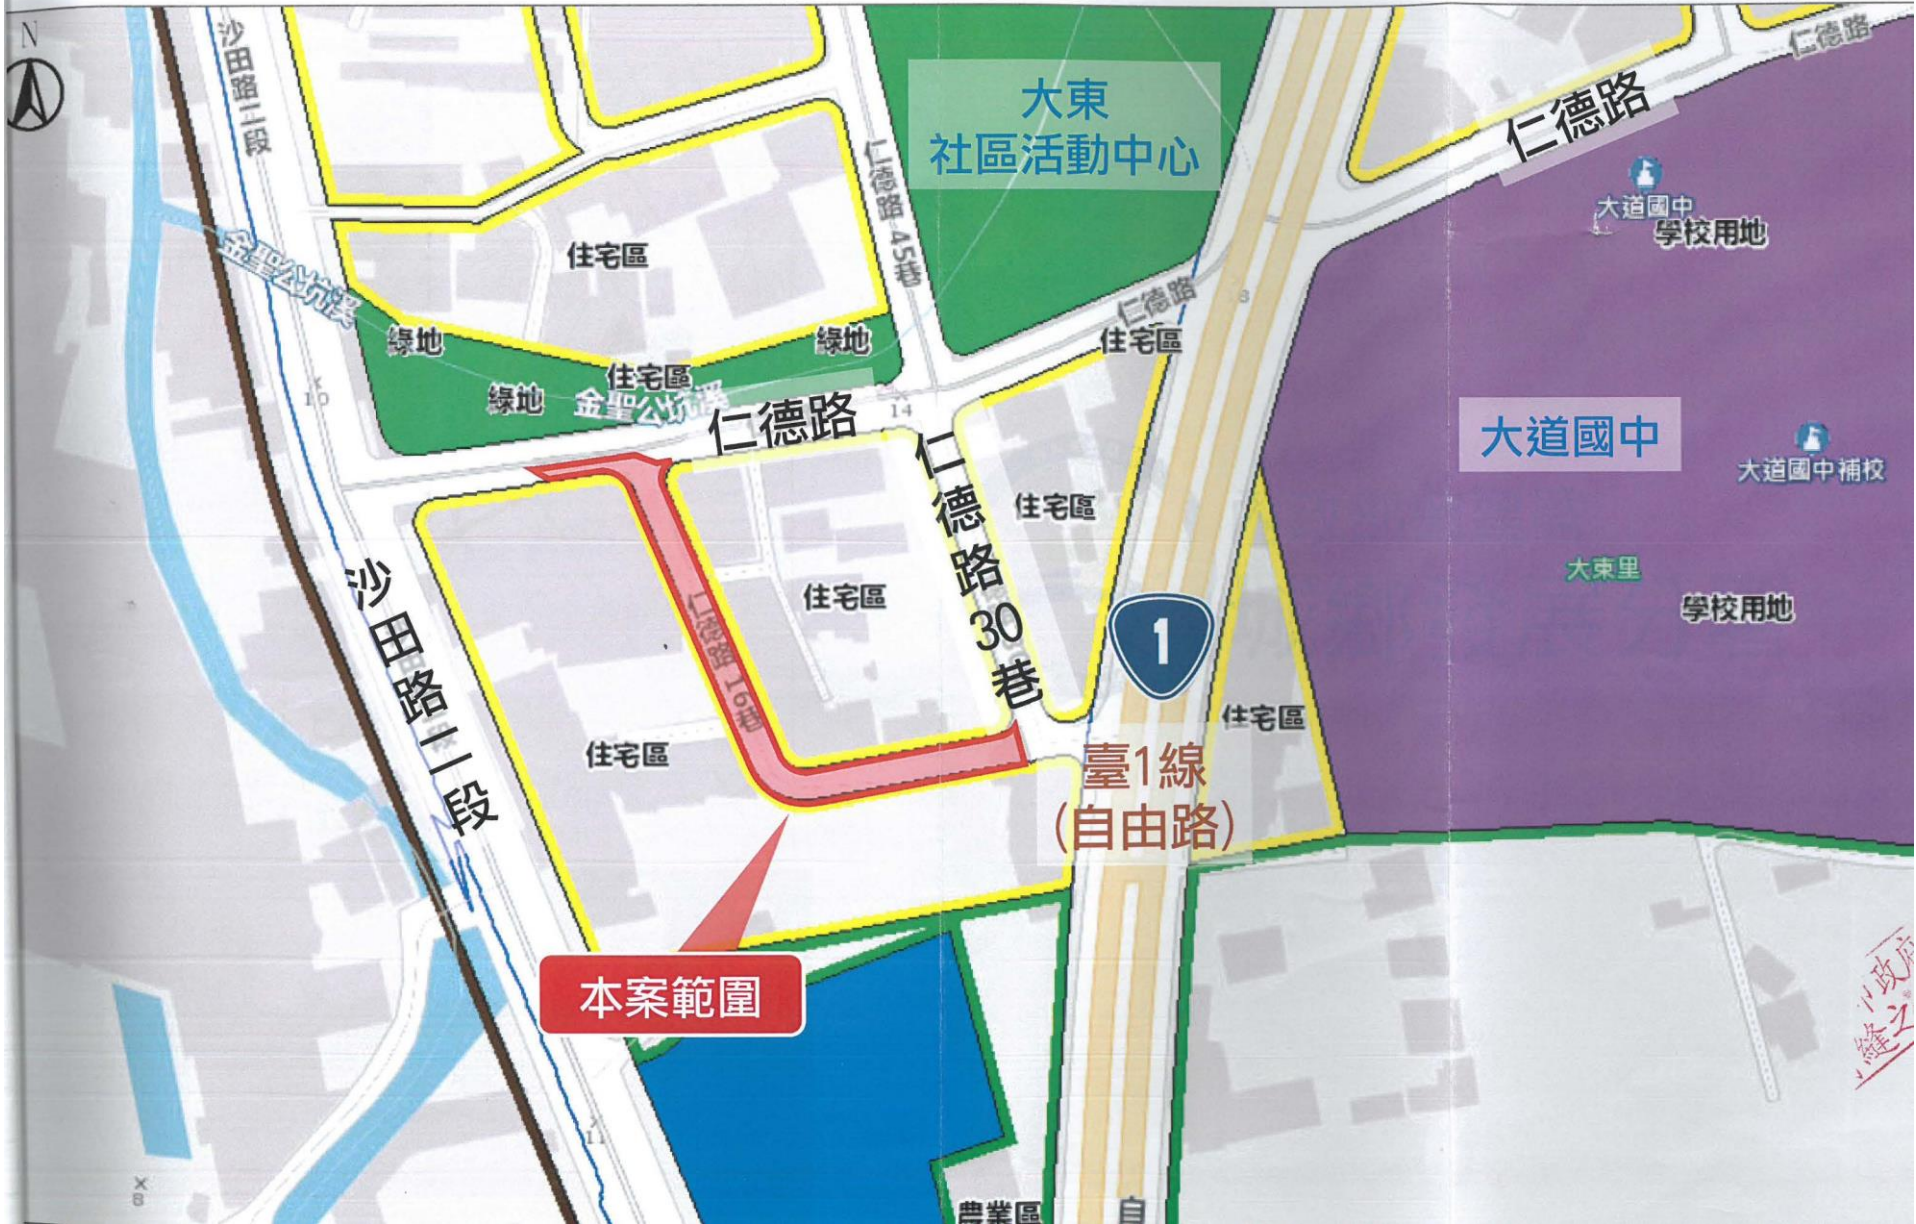 N
沙田路二段
大東
社區活動中心
仁德路
仁德路
仁德路 45巷
大道國中
學校用地
金聖公坑溪
住宅區
仁德路
住宅區
綠地
綠地
住宅區
綠地
金聖公坑溪
10
14
仁德路
大道國中
大道國中補校
仁德路30巷
住宅區
沙田路二段
住宅區
仁德路 16巷
大東里
學校用地
1
住宅區
住宅區
臺1線
(自由路)
本案範圍
11
8
農業區
自